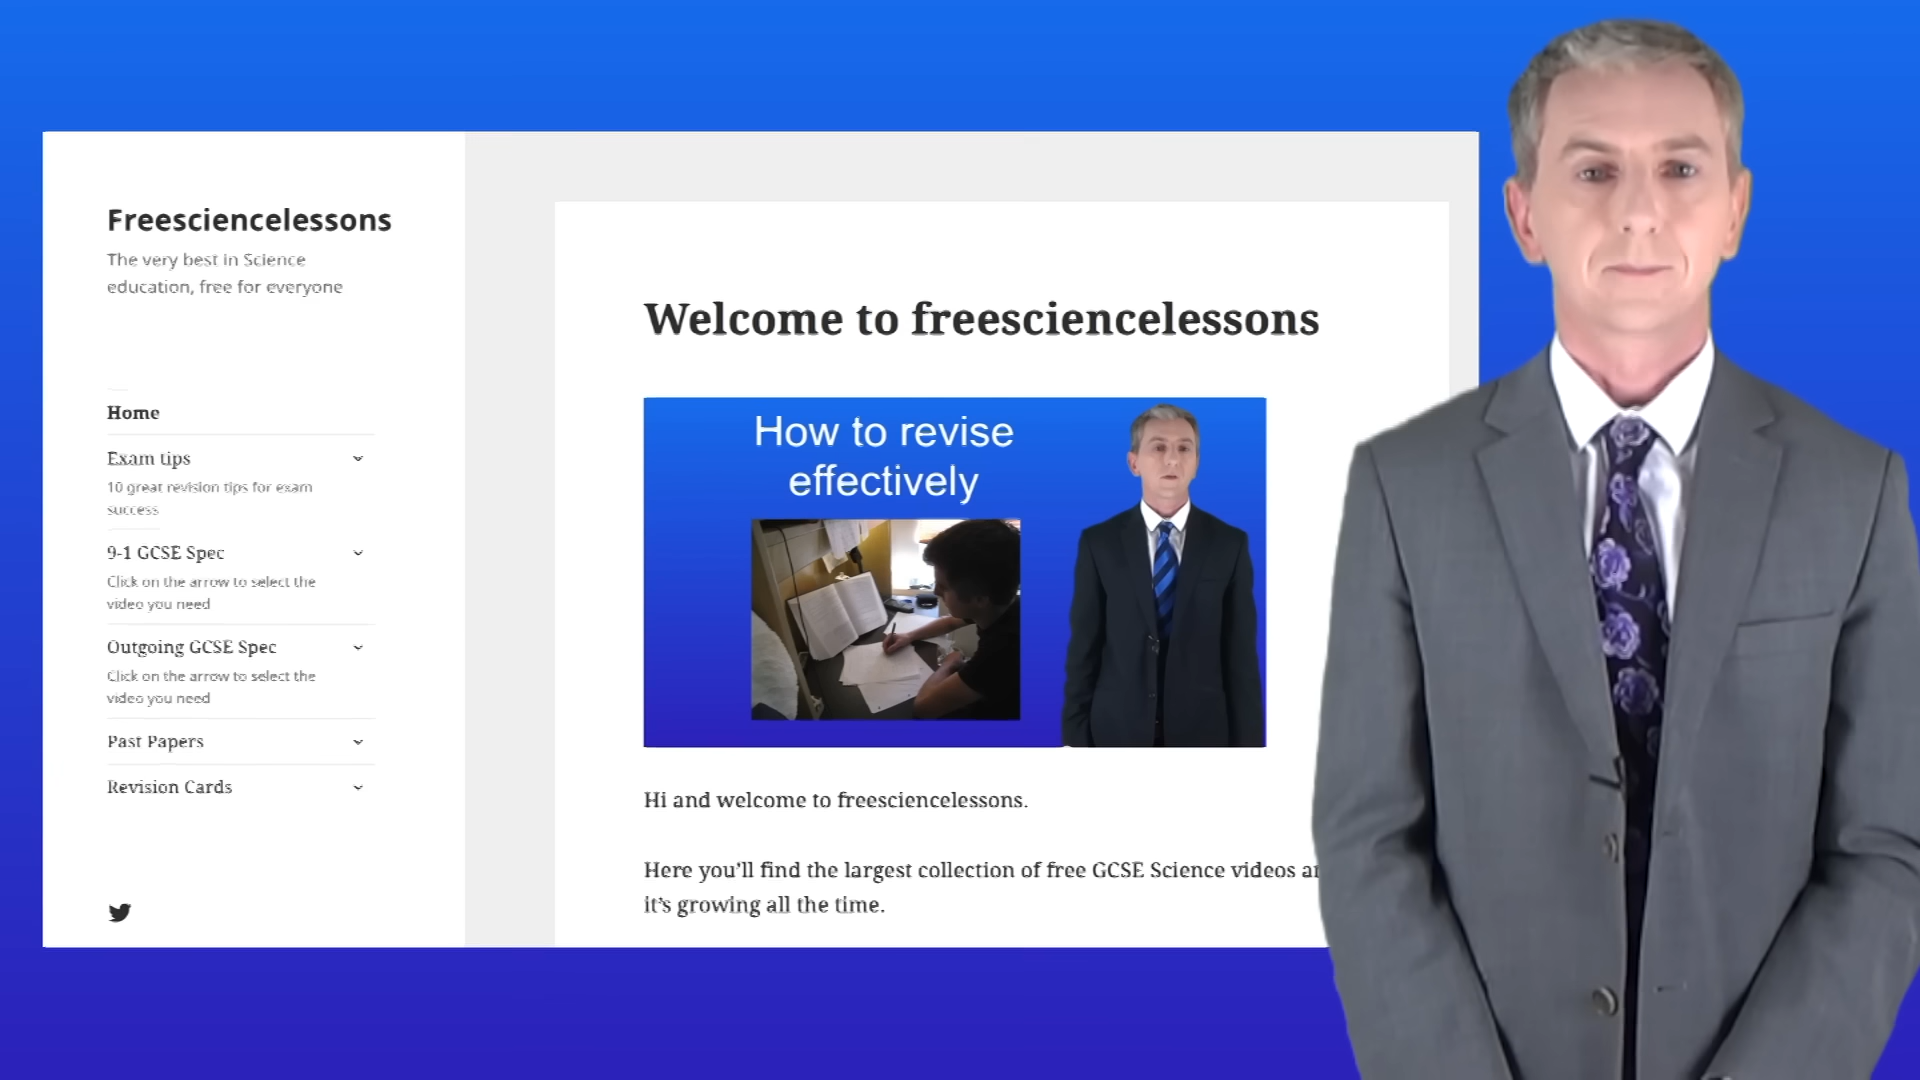 Freesciencelessons
The very best in Science
education, free for everyone
Home
Exam tips
10 great revision tips for exam
success
9-1 GCSE Spec
Click on the arrow to select the
video you need
Outgoing GCSE Spec
Click on the arrow to select the
video you need
Past Papers
Revision Cards
Welcome to freesciencelessons
How to revise
effectively
Hi and welcome to freesciencelessons.
Here you'll find the largest collection of free GCSE Science videos
it's growing all the time.